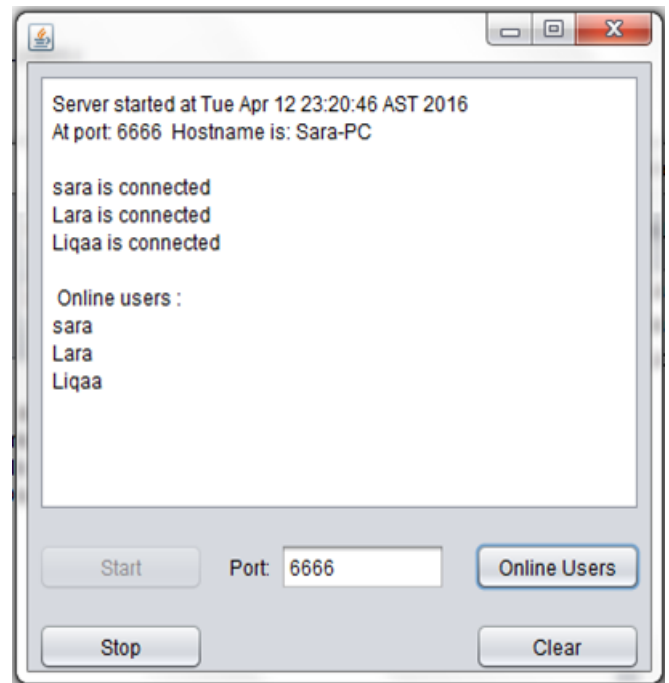 Server started at Tue Apr 12 23:20:46 AST 2016
At port: 6666 Hostname is: Sara-PC
sara is connected
Lara is connected
Liqaa is connected
Online users :
sara
Lara
Liqaa
Start Port: 6666 Online Users
Stop Clear